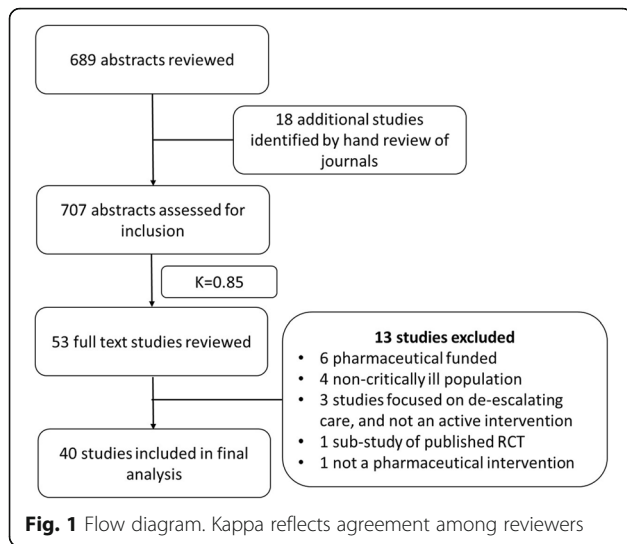 689 abstracts reviewed
18 additional studies
identified by hand review of
journals
707 abstracts assessed for
inclusion
K=0.85
53 full text studies reviewed
13 studies excluded
• 6 pharmaceutical funded
• 4 non-critically ill population
• 3 studies focused on de-escalating
care, and not an active intervention
• 1 sub-study of published RCT
• 1 not a pharmaceutical intervention
40 studies included in final
analysis
Fig. 1 Flow diagram. Kappa reflects agreement among reviewers